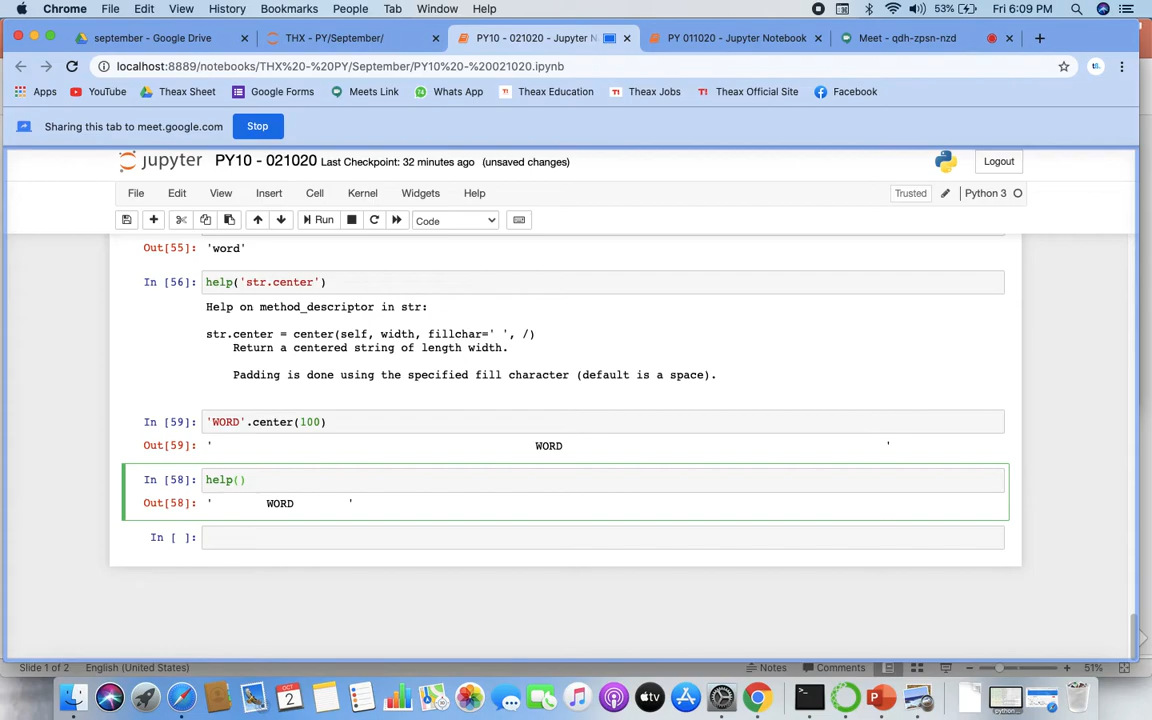 Chrome File Edit View History Bookmarks People Tab Window Help 53% Fri 6:09 PM
september - Google Drive THX - PY/September/ PY10 - 021020 - Jupyter N PY 011020 - Jupyter Notebook Meet - qdh-zpsn-nzd
localhost:8889/notebooks/THX%20-%20PY/September/PY10%20-%20021020.ipynb
Apps YouTube Theax Sheet Google Forms Meets Link Whats App Theax Education Theax Jobs Theax Official Site Facebook
Sharing this tab to meet.google.com Stop
jupyter PY10 - 021020 Last Checkpoint: 32 minutes ago (unsaved changes) Logout
File Edit View Insert Cell Kernel Widgets Help Trusted Python 3
Run Code
Out[55]: 'word'
In [56]: help('str.center')
Help on method_descriptor in str:
str.center = center(self, width, fillchar=' ', /)
Return a centered string of length width.
Padding is done using the specified fill character (default is a space).
In [59]: 'WORD'.center(100)
Out[59]: ' WORD '
In [58]: help()
Out[58]: ' WORD '
In [ ]:
Slide 1 of 2 English (United States) Notes Comments 51%
OCT
2
tv